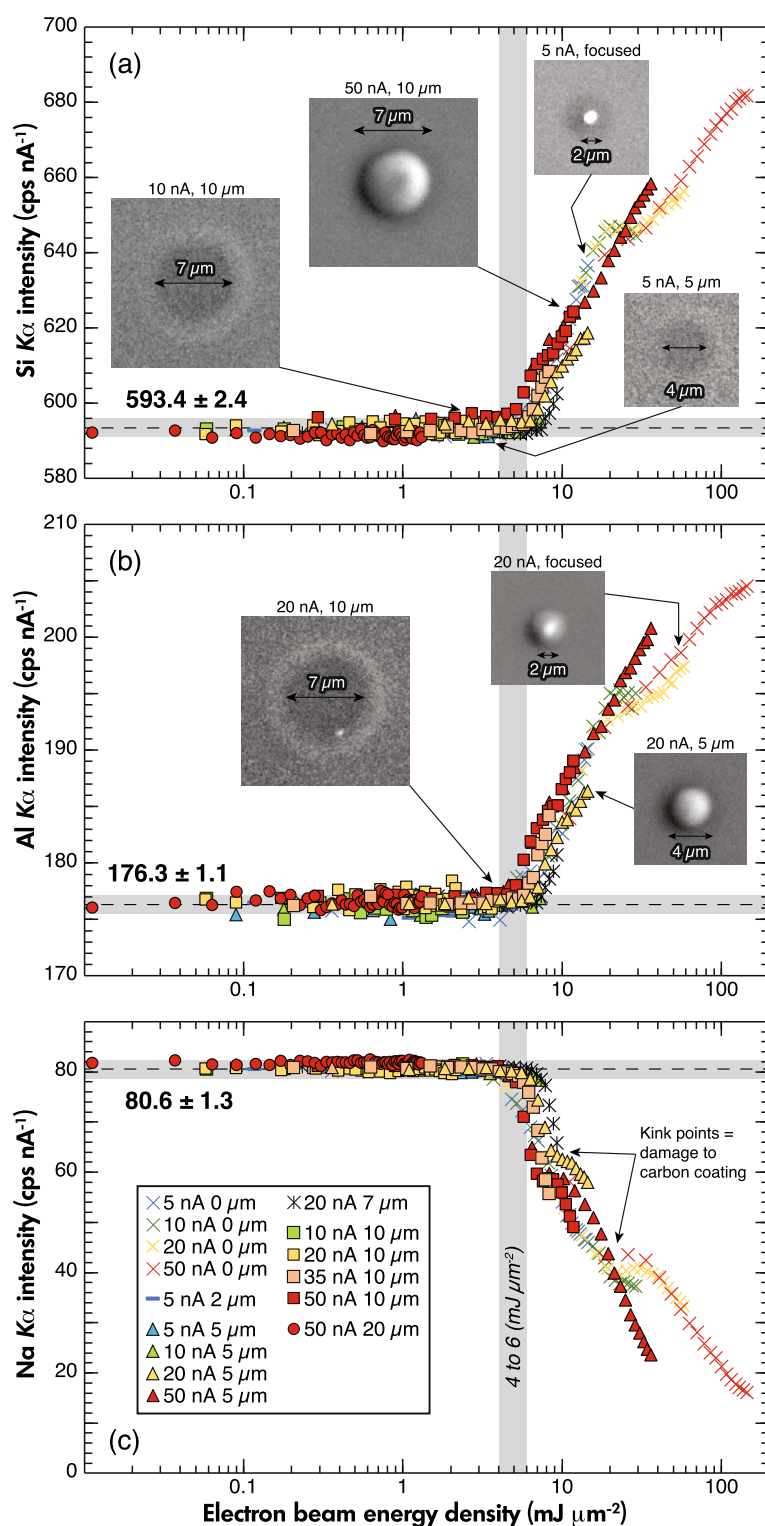 700
680
660
640
620
600
580
Si Kα intensity (cps nA-1)
(a)
5 nA, focused
2 µm
50 nA, 10 µm
7 µm
10 nA, 10 µm
7 µm
5 nA, 5 µm
4 µm
593.4 ± 2.4
0.1
1
10
100
210
200
190
180
170
Al Kα intensity (cps nA-1)
(b)
20 nA, focused
2 µm
20 nA, 10 µm
7 µm
20 nA, 5 µm
4 µm
176.3 ± 1.1
0.1
1
10
100
80
60
40
20
0
Na Kα intensity (cps nA-1)
80.6 ± 1.3
Kink points =
damage to
carbon coating
5 nA 0 µm
10 nA 0 µm
20 nA 0 µm
50 nA 0 µm
5 nA 2 µm
5 nA 5 µm
10 nA 5 µm
20 nA 5 µm
50 nA 5 µm
20 nA 7 µm
10 nA 10 µm
20 nA 10 µm
35 nA 10 µm
50 nA 10 µm
50 nA 20 µm
4 to 6 (mJ µm-2)
(c)
0.1
1
10
100
Electron beam energy density (mJ µm-2)